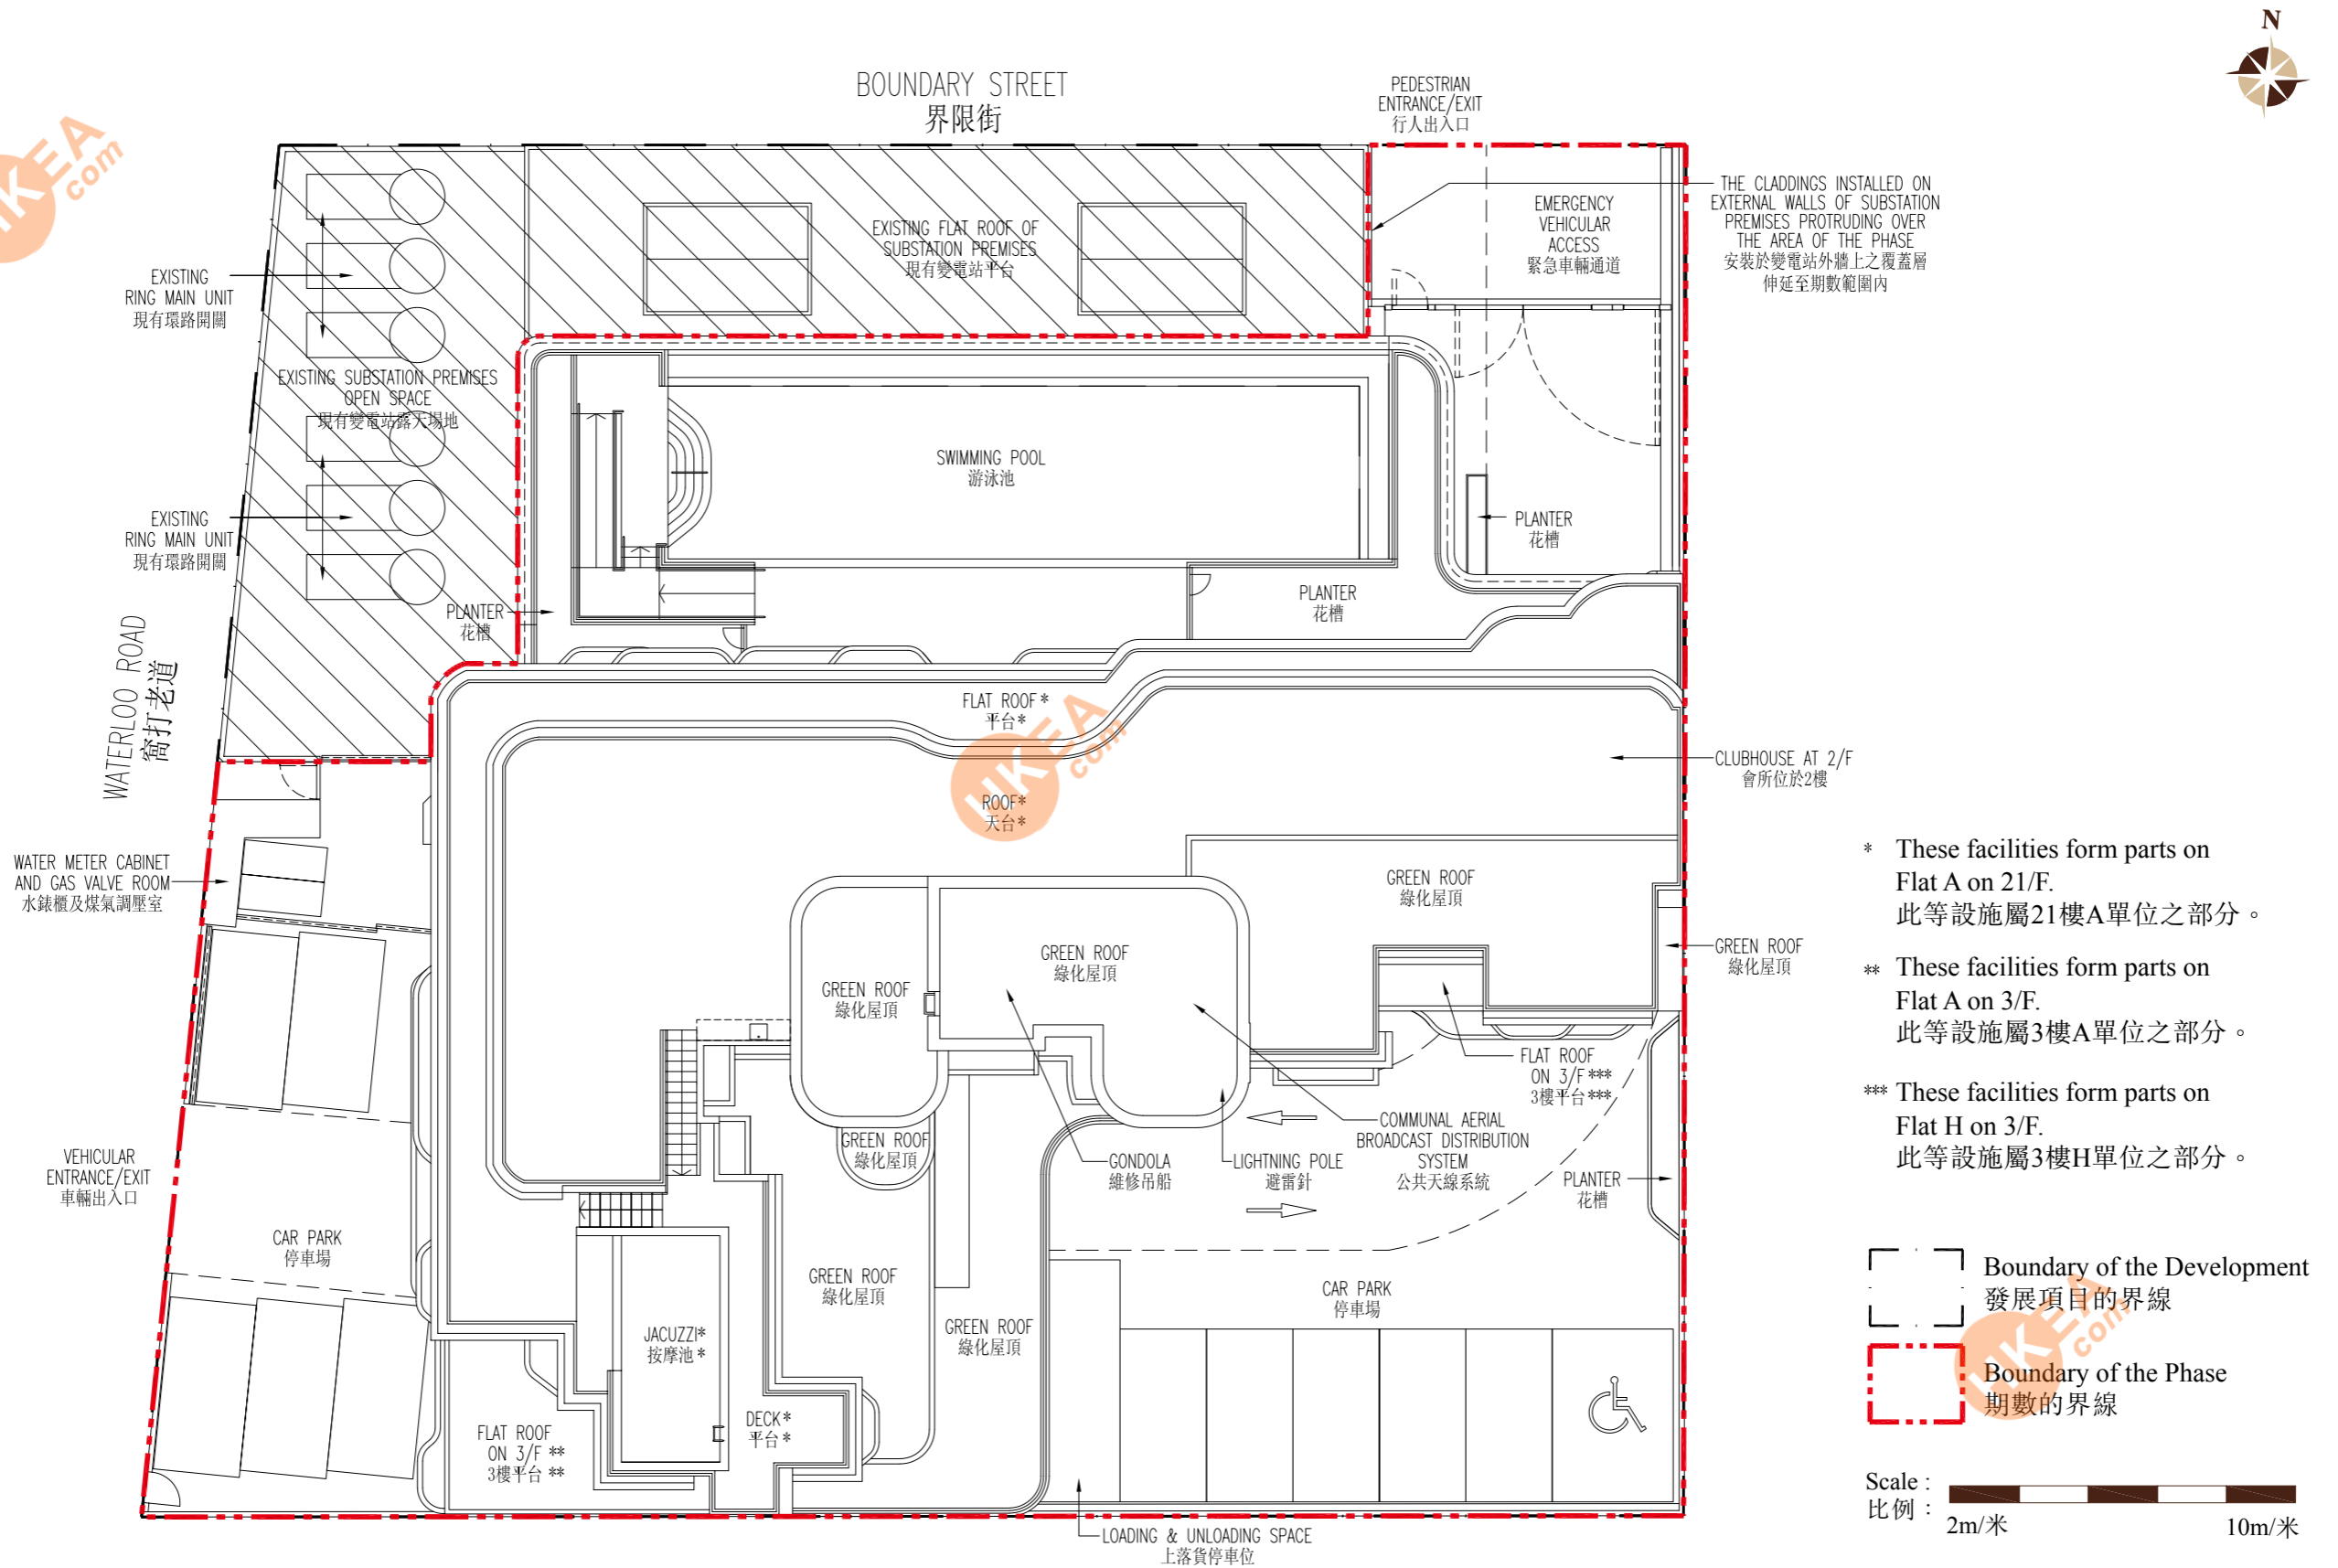 N
BOUNDARY STREET
界限街
PEDESTRIAN
ENTRANCE/EXIT
行人出入口
HKEA
com
THE CLADDINGS INSTALLED ON
EXTERNAL WALLS OF SUBSTATION
PREMISES PROTRUDING OVER
THE AREA OF THE PHASE
安裝於變電站外牆上之覆蓋層
伸延至期數範圍內
EMERGENCY
VEHICULAR
ACCESS
緊急車輛通道
EXISTING FLAT ROOF OF
SUBSTATION PREMISES
現有變電站平台
EXISTING
RING MAIN UNIT
現有環路開關
EXISTING SUBSTATION PREMISES
OPEN SPACE
現有變電站露天場地
SWIMMING POOL
游泳池
EXISTING
RING MAIN UNIT
現有環路開關
PLANTER
花槽
PLANTER
花槽
PLANTER
花槽
WATERLOO ROAD
窩打老道
FLAT ROOF*
平台*
HKEA
com
CLUBHOUSE AT 2/F
會所位於2樓
ROOF*
天台*
WATER METER CABINET
AND GAS VALVE ROOM
水錶櫃及煤氣調壓室
GREEN ROOF
綠化屋頂
GREEN ROOF
綠化屋頂
GREEN ROOF
綠化屋頂
GREEN ROOF
綠化屋頂
FLAT ROOF
ON 3/F***
3樓平台***
GREEN ROOF
綠化屋頂
GONDOLA
維修吊船
LIGHTNING POLE
避雷針
COMMUNAL AERIAL
BROADCAST DISTRIBUTION
SYSTEM
公共天線系統
PLANTER
花槽
VEHICULAR
ENTRANCE/EXIT
車輛出入口
CAR PARK
停車場
GREEN ROOF
綠化屋頂
CAR PARK
停車場
JACUZZI*
按摩池*
GREEN ROOF
綠化屋頂
DECK*
平台*
FLAT ROOF
ON 3/F **
3樓平台 **
LOADING & UNLOADING SPACE
上落貨停車位
* These facilities form parts on
Flat A on 21/F.
此等設施屬21樓A單位之部分。
** These facilities form parts on
Flat A on 3/F.
此等設施屬3樓A單位之部分。
*** These facilities form parts on
Flat H on 3/F.
此等設施屬3樓H單位之部分。
Boundary of the Development
發展項目的界線
HKEA
com
Boundary of the Phase
期數的界線
Scale :
比例：
2m/米
10m/米